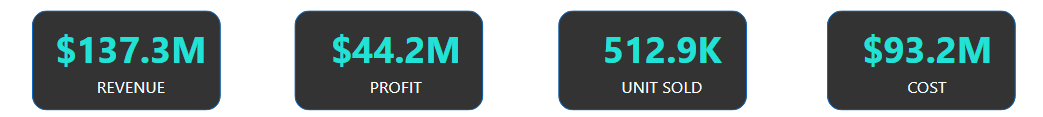 $137.3M
REVENUE
$44.2M
PROFIT
512.9K
UNIT SOLD
$93.2M
COST